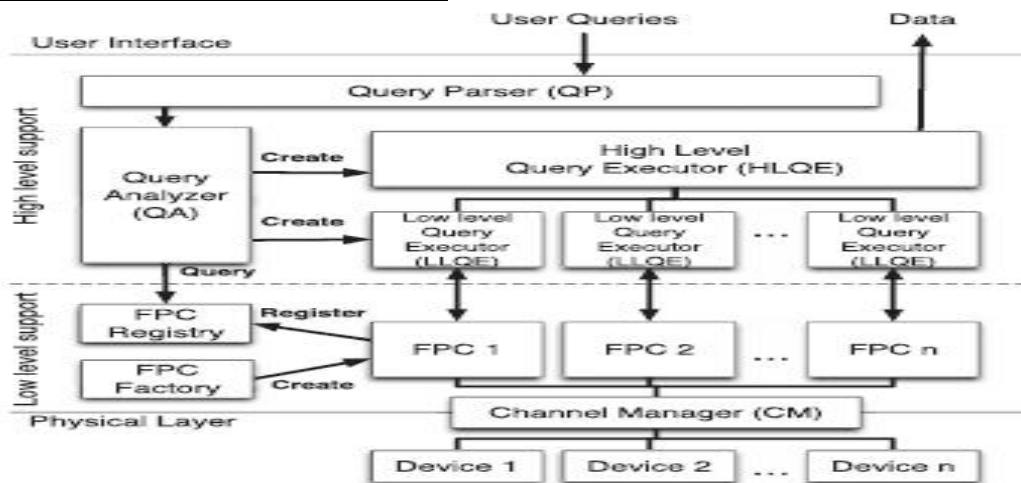 User Queries
Data
User Interface
Query Parser (QP)
High level support
Query
Analyzer
(QA)
Create
High Level
Query Executor (HLQE)
Create
Low level
Query
Executor
(LLQE)
Low level
Query
Executor
(LLQE)
...
Low level
Query
Executor
(LLQE)
Query
Low level support
FPC
Registry
Register
FPC 1
FPC 2
...
FPC n
FPC
Factory
Create
Physical Layer
Channel Manager (CM)
Device 1
Device 2
...
Device n